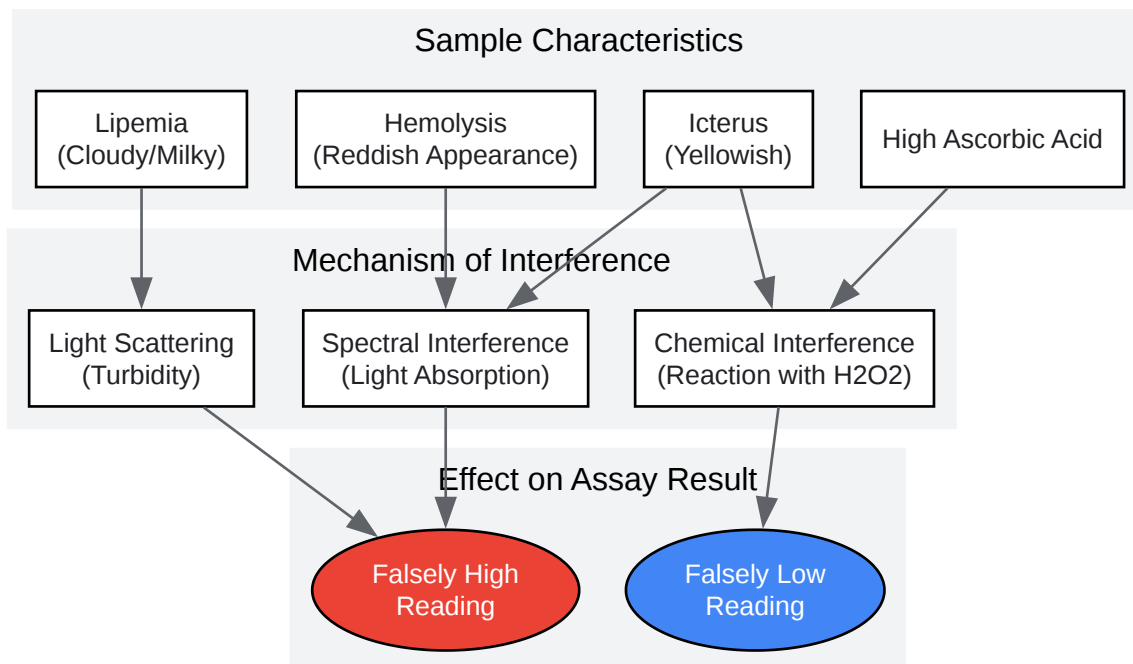 Sample Characteristics
Lipemia
(Cloudy/Milky)
Hemolysis
(Reddish Appearance)
Icterus
(Yellowish)
High Ascorbic Acid
Mechanism of Interference
Light Scattering
(Turbidity)
Spectral Interference
(Light Absorption)
Chemical Interference
(Reaction with H2O2)
Effect on Assay Result
Falsely High
Reading
Falsely Low
Reading